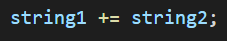 string1 += string2;